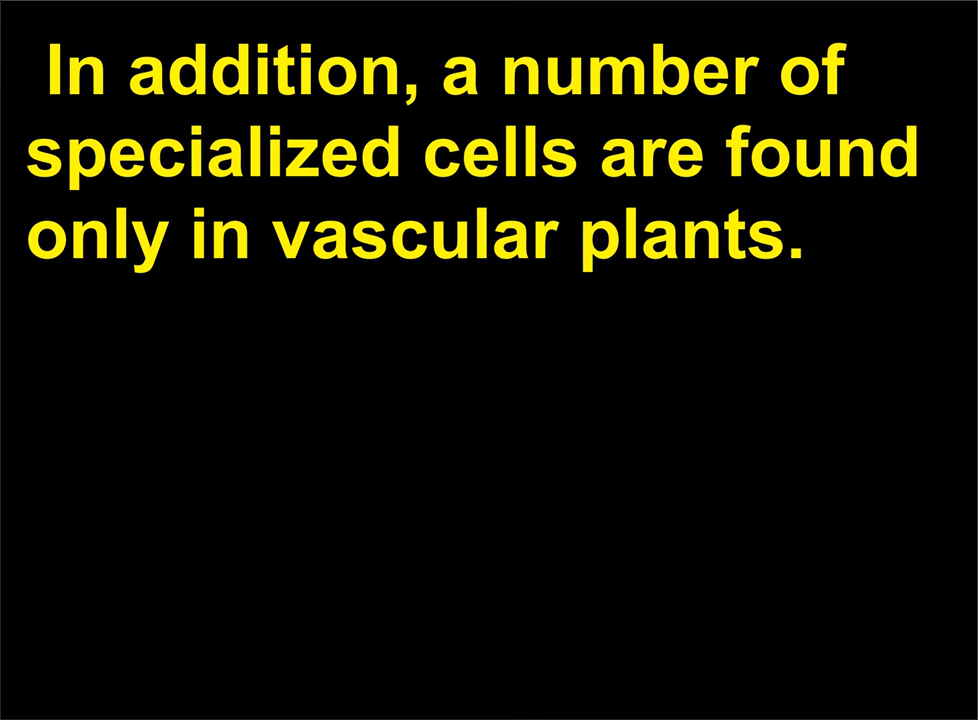 In addition, a number of
specialized cells are found
only in vascular plants.